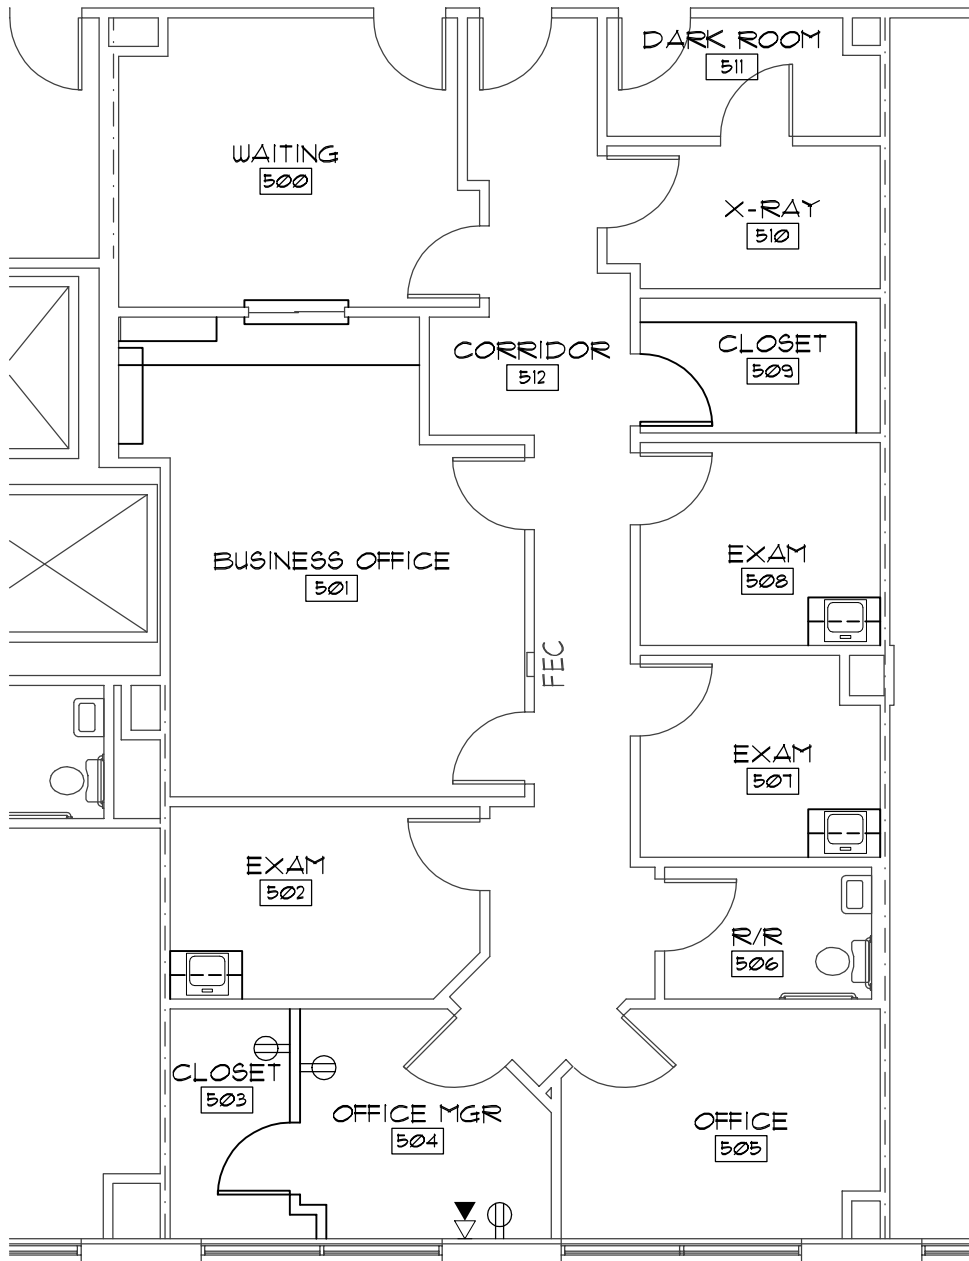 DARK ROOM
511
WAITING
500
X-RAY
510
CORRIDOR
512
CLOSET
509
BUSINESS OFFICE
501
EXAM
508
FEC
EXAM
507
EXAM
502
R/R
506
CLOSET
503
OFFICE MGR
504
OFFICE
505